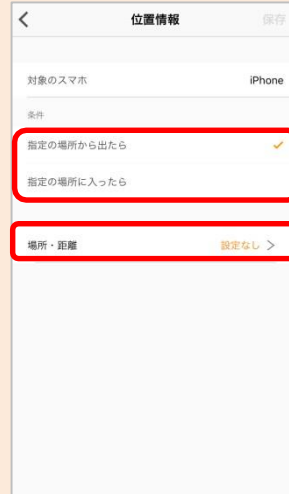 位置情報 保存
対象のスマホ iPhone
条件
指定の場所から出たら
指定の場所に入ったら
場所・距離 設定なし